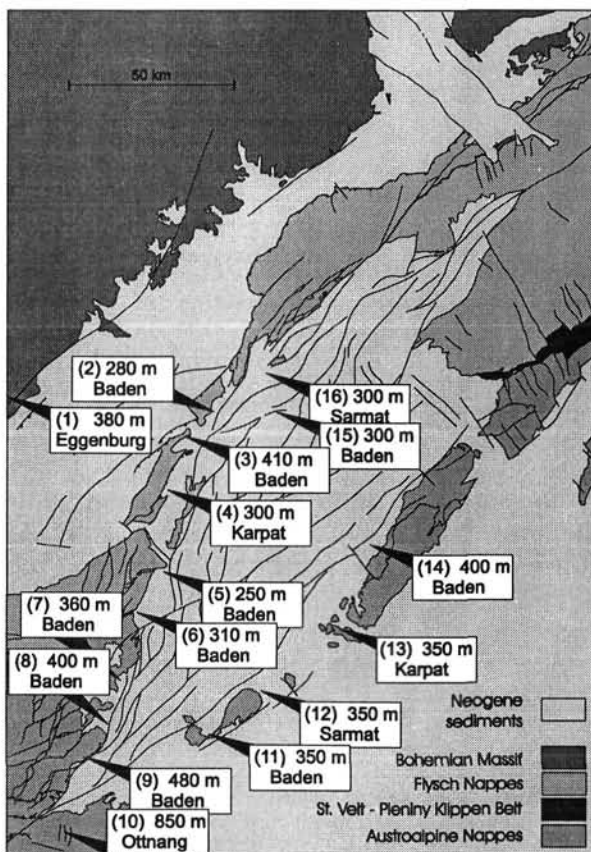 50 km
(2) 280 m
Baden
(1) 380 m
Eggenburg
(16) 300 m
Sarmat
(15) 300 m
Baden
(3) 410 m
Baden
(4) 300 m
Karpat
(14) 400 m
Baden
(5) 250 m
Baden
(7) 360 m
Baden
(6) 310 m
Baden
(13) 350 m
Karpat
(8) 400 m
Baden
(12) 350 m
Sarmat
(11) 350 m
Baden
(9) 480 m
Baden
(10) 850 m
Ottnang
Neogene
sediments
Bohemian Massif
Flysch Nappes
St. Veit - Pieniny Klippen Belt
Austroalpine Nappes